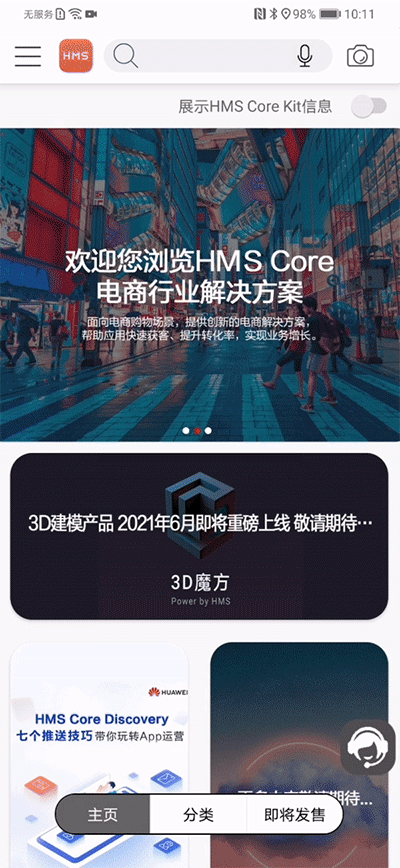 无服务 98% 10:11
HMS
展示HMS Core Kit信息
欢迎您浏览HMS Core
电商行业解决方案
面向电商购物场景，提供创新的电商解决方案，
帮助应用快速获客、提升转化率，实现业务增长。
3D建模产品 2021年6月即将重磅上线 敬请期待…
3D魔方
Power by HMS
HUAWEI
HMS Core Discovery
七个推送技巧 带你玩转App运营
敬请期待...
主页 分类 即将发售